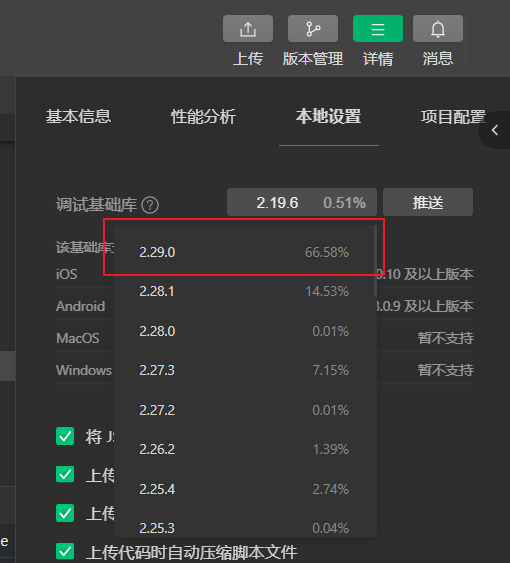 上传 版本管理 详情 消息
基本信息 性能分析 本地设置 项目配置
调试基础库 ? 2.19.6 0.51% 推送
该基础库支
2.29.0 66.58%
iOS 0.10 及以上版本
2.28.1 14.53%
Android 8.0.9 及以上版本
2.28.0 0.01%
MacOS 暂不支持
2.27.3 7.15%
Windows 暂不支持
2.27.2 0.01%
将 JS
2.26.2 1.39%
上传
2.25.4 2.74%
上传
2.25.3 0.04%
e
上传代码时自动压缩脚本文件